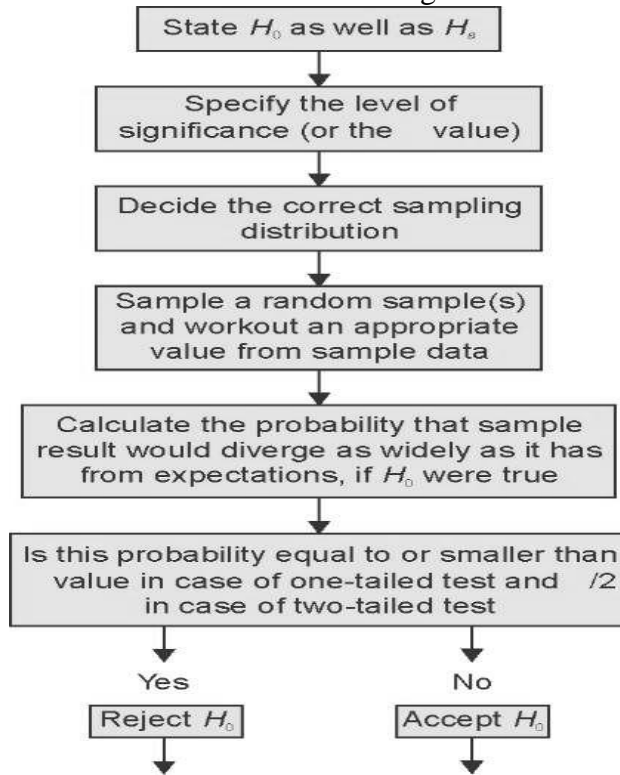 State H₀ as well as Hₐ
Specify the level of
significance (or the value)
Decide the correct sampling
distribution
Sample a random sample(s)
and workout an appropriate
value from sample data
Calculate the probability that sample
result would diverge as widely as it has
from expectations, if H₀ were true
Is this probability equal to or smaller than
value in case of one-tailed test and /2
in case of two-tailed test
Yes
No
Reject H₀
Accept H₀